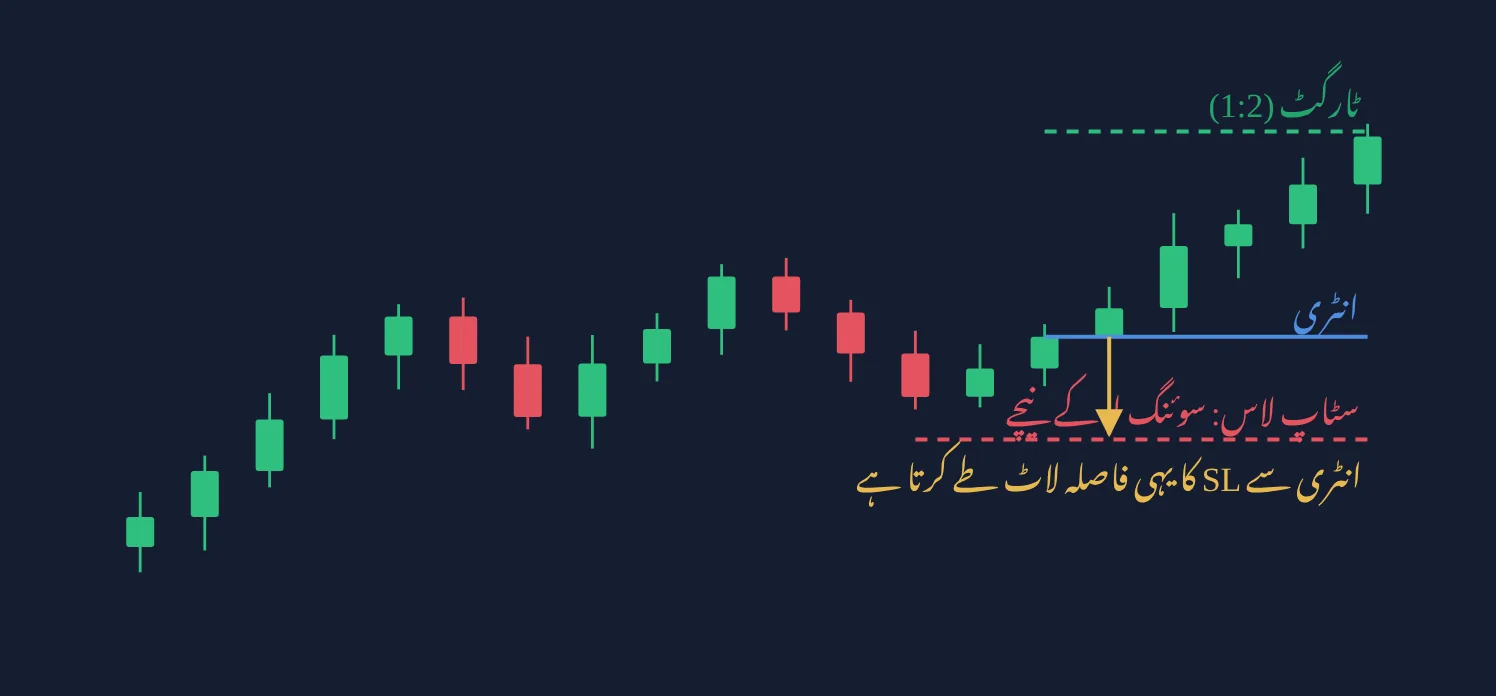 ٹارگٹ (1:2)
انٹری
سٹاپ لاس: سوئنگ کے نیچے
انٹری سے SL کا یہی فاصلہ لاٹ طے کرتا ہے